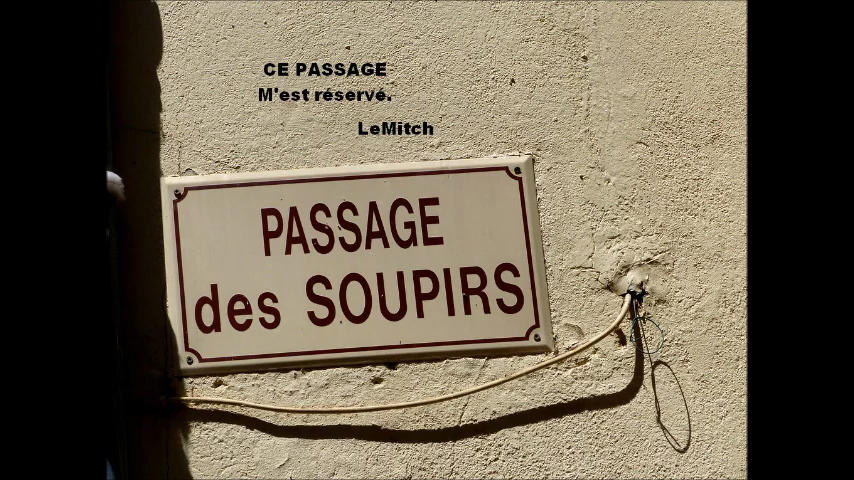 CE PASSAGE
M'est réservé.
LeMitch
PASSAGE
des SOUPIRS